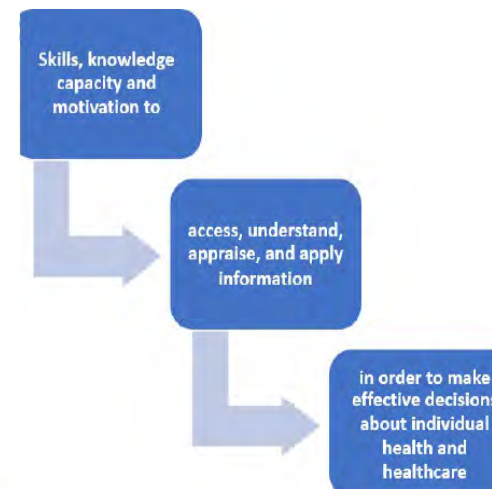 Skills, knowledge
capacity and
motivation to
access, understand,
appraise, and apply
information
in order to make
effective decisions
about individual
health and
healthcare